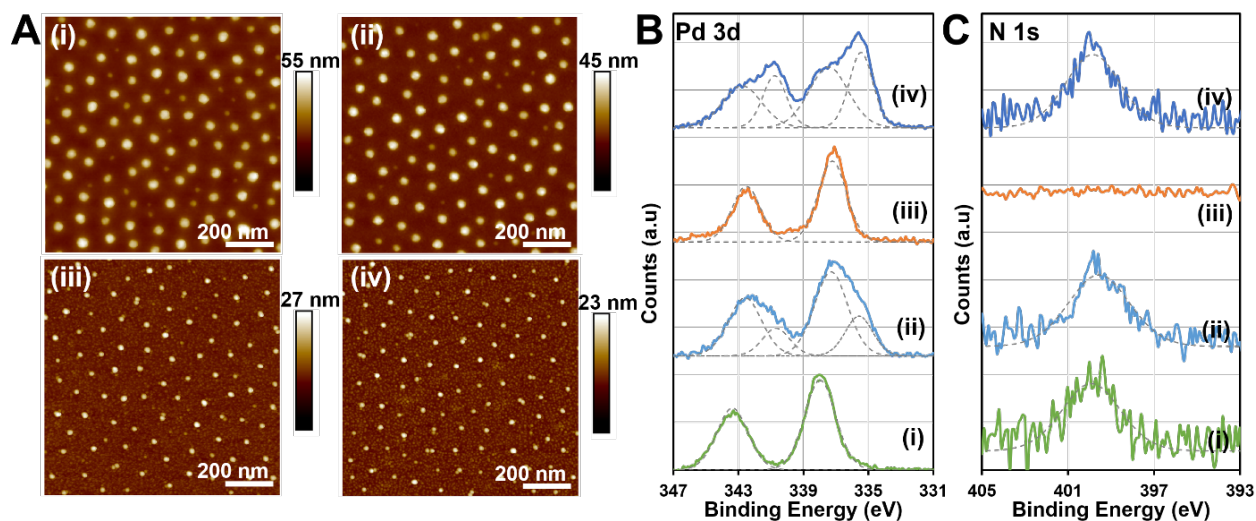 A
(i)
55 nm
200 nm
(ii)
45 nm
200 nm
(iii)
27 nm
200 nm
(iv)
23 nm
200 nm
B
Pd 3d
(iv)
(iii)
(ii)
(i)
Counts (a.u)
347 343 339 335 331
Binding Energy (eV)
C
N 1s
(iv)
(iii)
(ii)
(i)
Counts (a.u)
405 401 397 393
Binding Energy (eV)